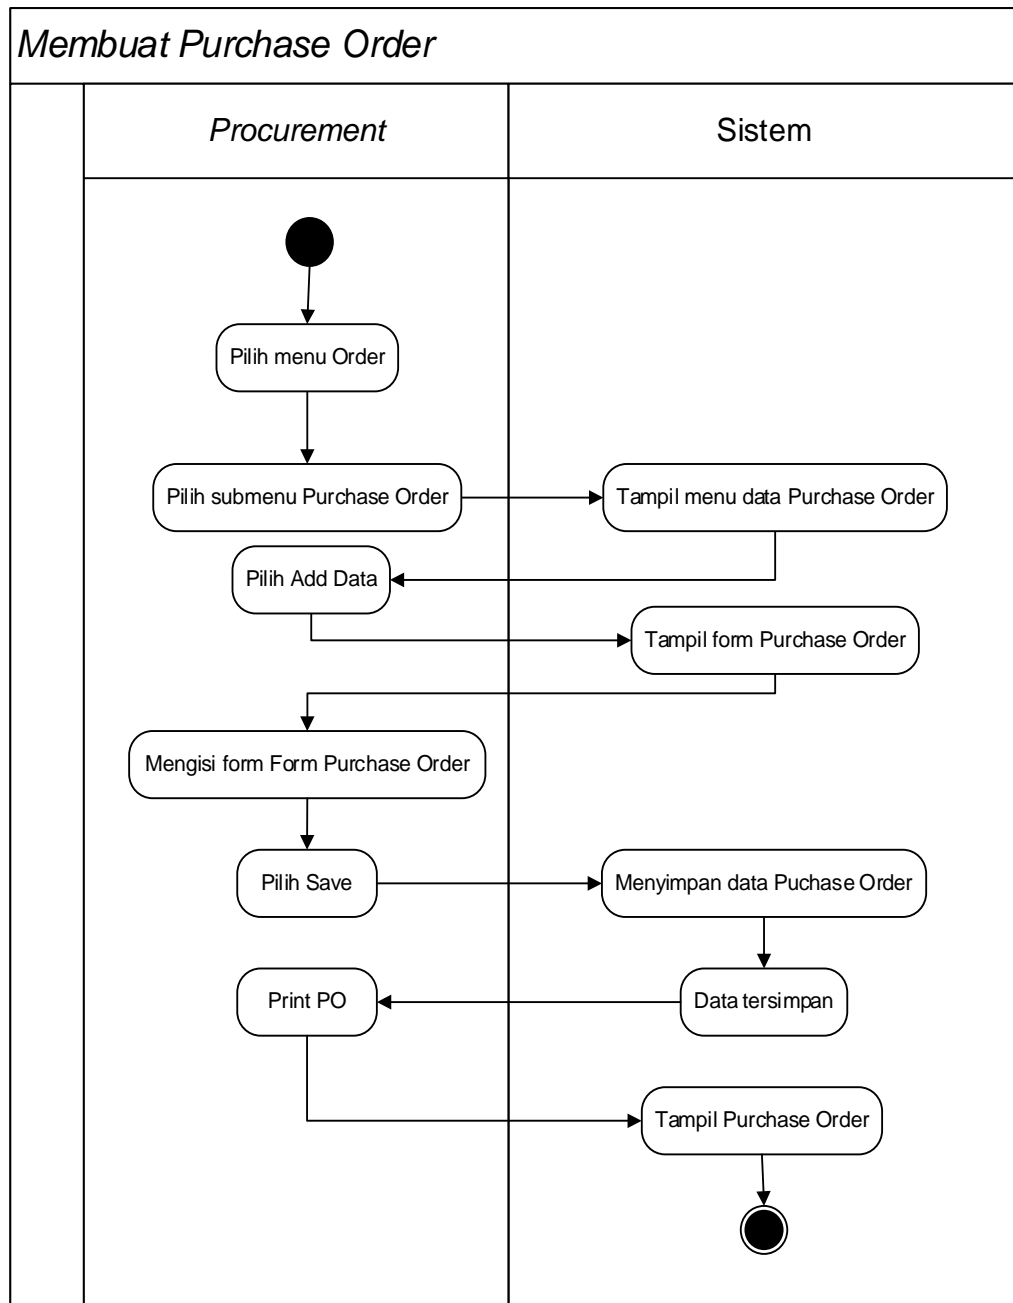 Membuat Purchase Order
Procurement
Sistem
Pilih menu Order
Pilih submenu Purchase Order
Tampil menu data Purchase Order
Pilih Add Data
Tampil form Purchase Order
Mengisi form Form Purchase Order
Pilih Save
Menyimpan data Puchase Order
Print PO
Data tersimpan
Tampil Purchase Order